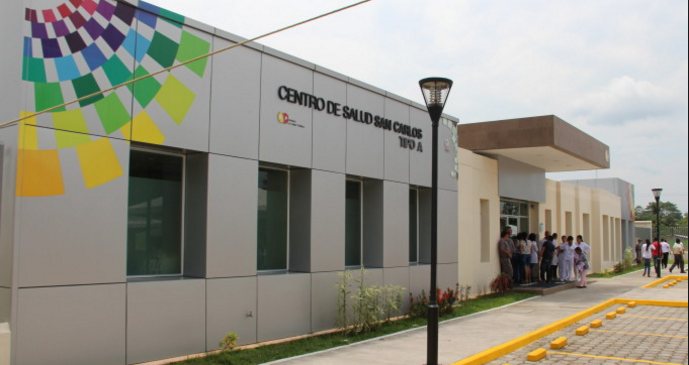 CENTRO DE SALUD SAN CARLOS
TIPO A